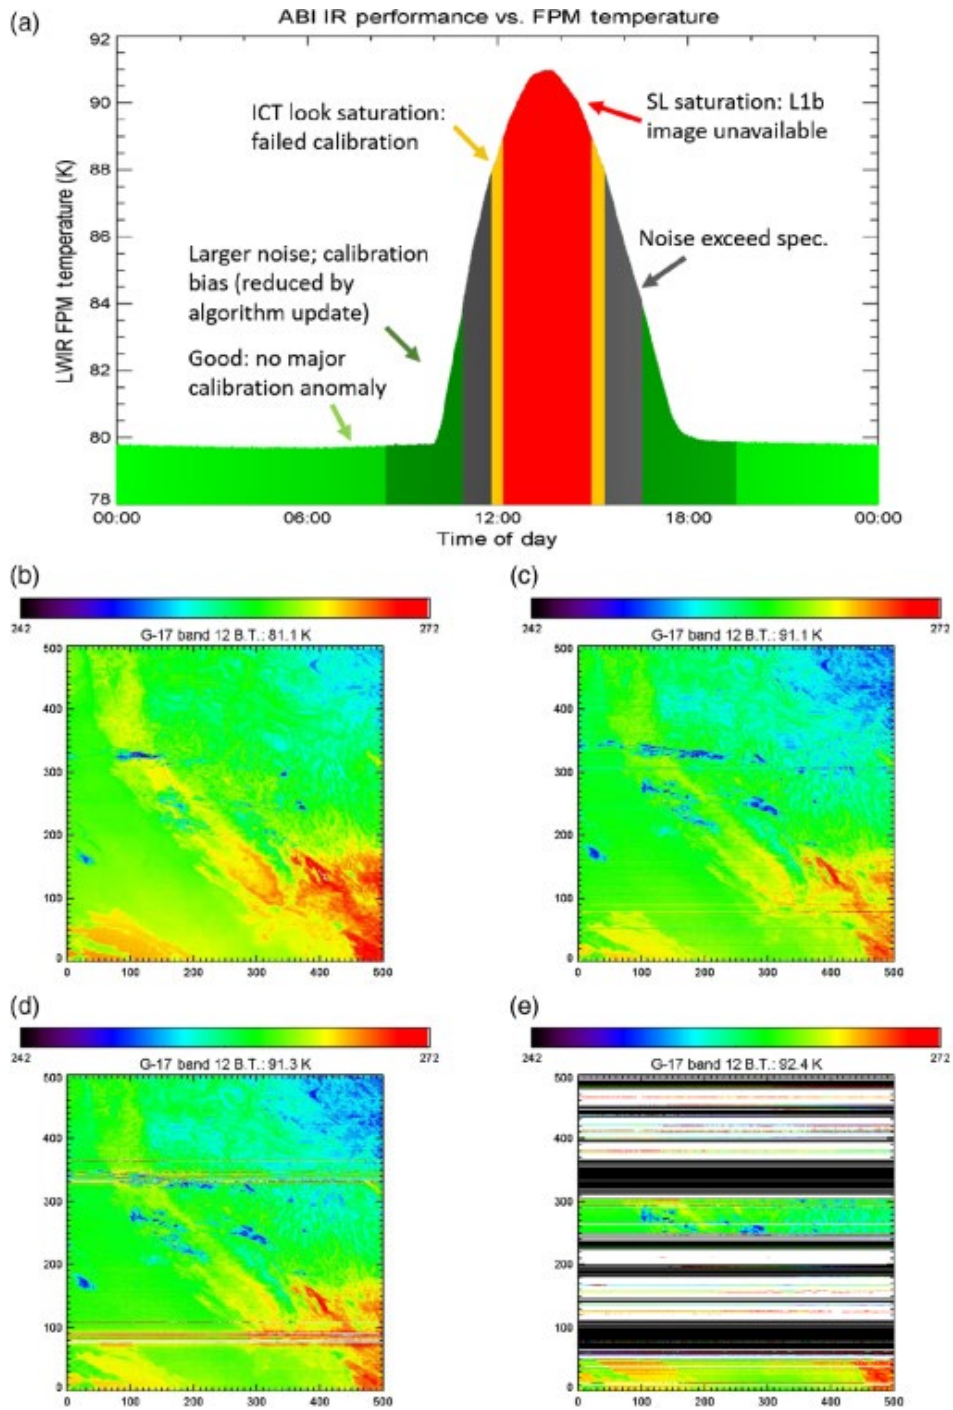 (a)
ABI IR performance vs. FPM temperature
92
90
88
86
84
82
80
78
LWIR FPM temperature (K)
ICT look saturation:
failed calibration
SL saturation: L1b
image unavailable
Larger noise; calibration
bias (reduced by
algorithm update)
Noise exceed spec.
Good: no major
calibration anomaly
00:00 06:00 12:00 18:00 00:00
Time of day
(b)
242 272
G-17 band 12 B.T.: 81.1 K
500
400
300
200
100
0
0 100 200 300 400 500
(c)
242 272
G-17 band 12 B.T.: 91.1 K
500
400
300
200
100
0
0 100 200 300 400 500
(d)
242 272
G-17 band 12 B.T.: 91.3 K
500
400
300
200
100
0
0 100 200 300 400 500
(e)
242 272
G-17 band 12 B.T.: 92.4 K
500
400
300
200
100
0
0 100 200 300 400 500